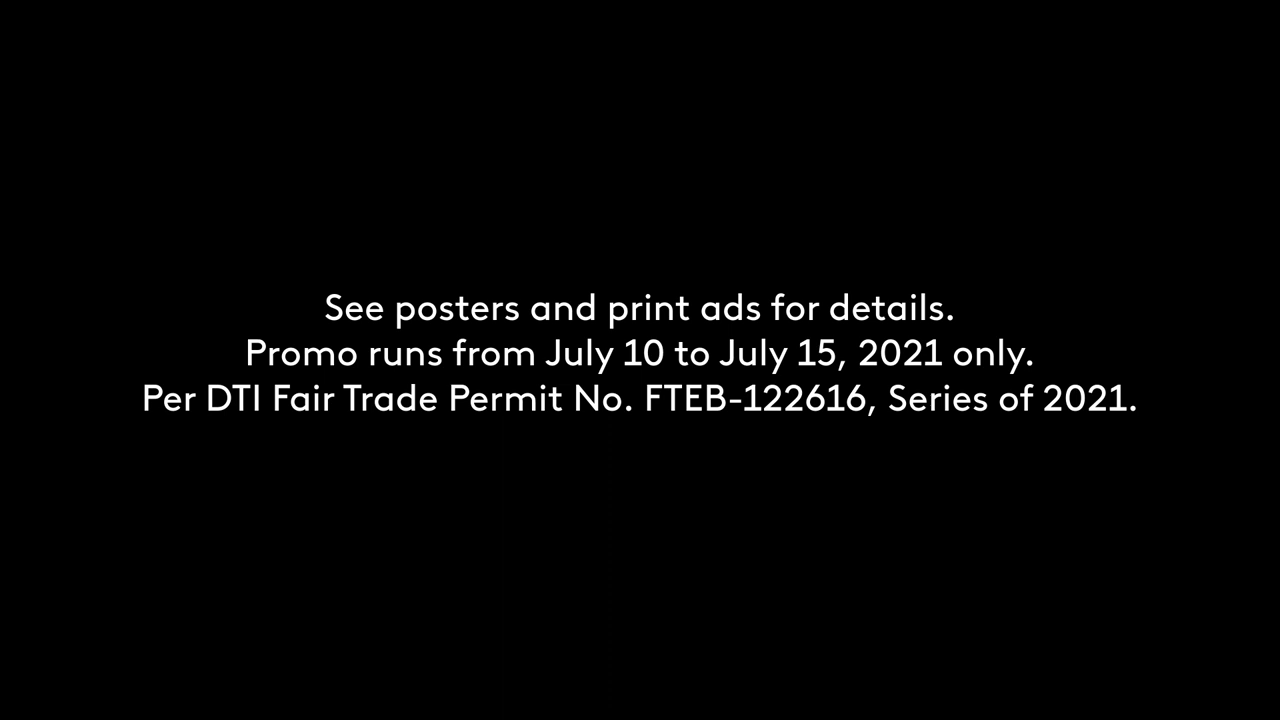 See posters and print ads for details.
Promo runs from July 10 to July 15, 2021 only.
Per DTI Fair Trade Permit No. FTEB-122616, Series of 2021.